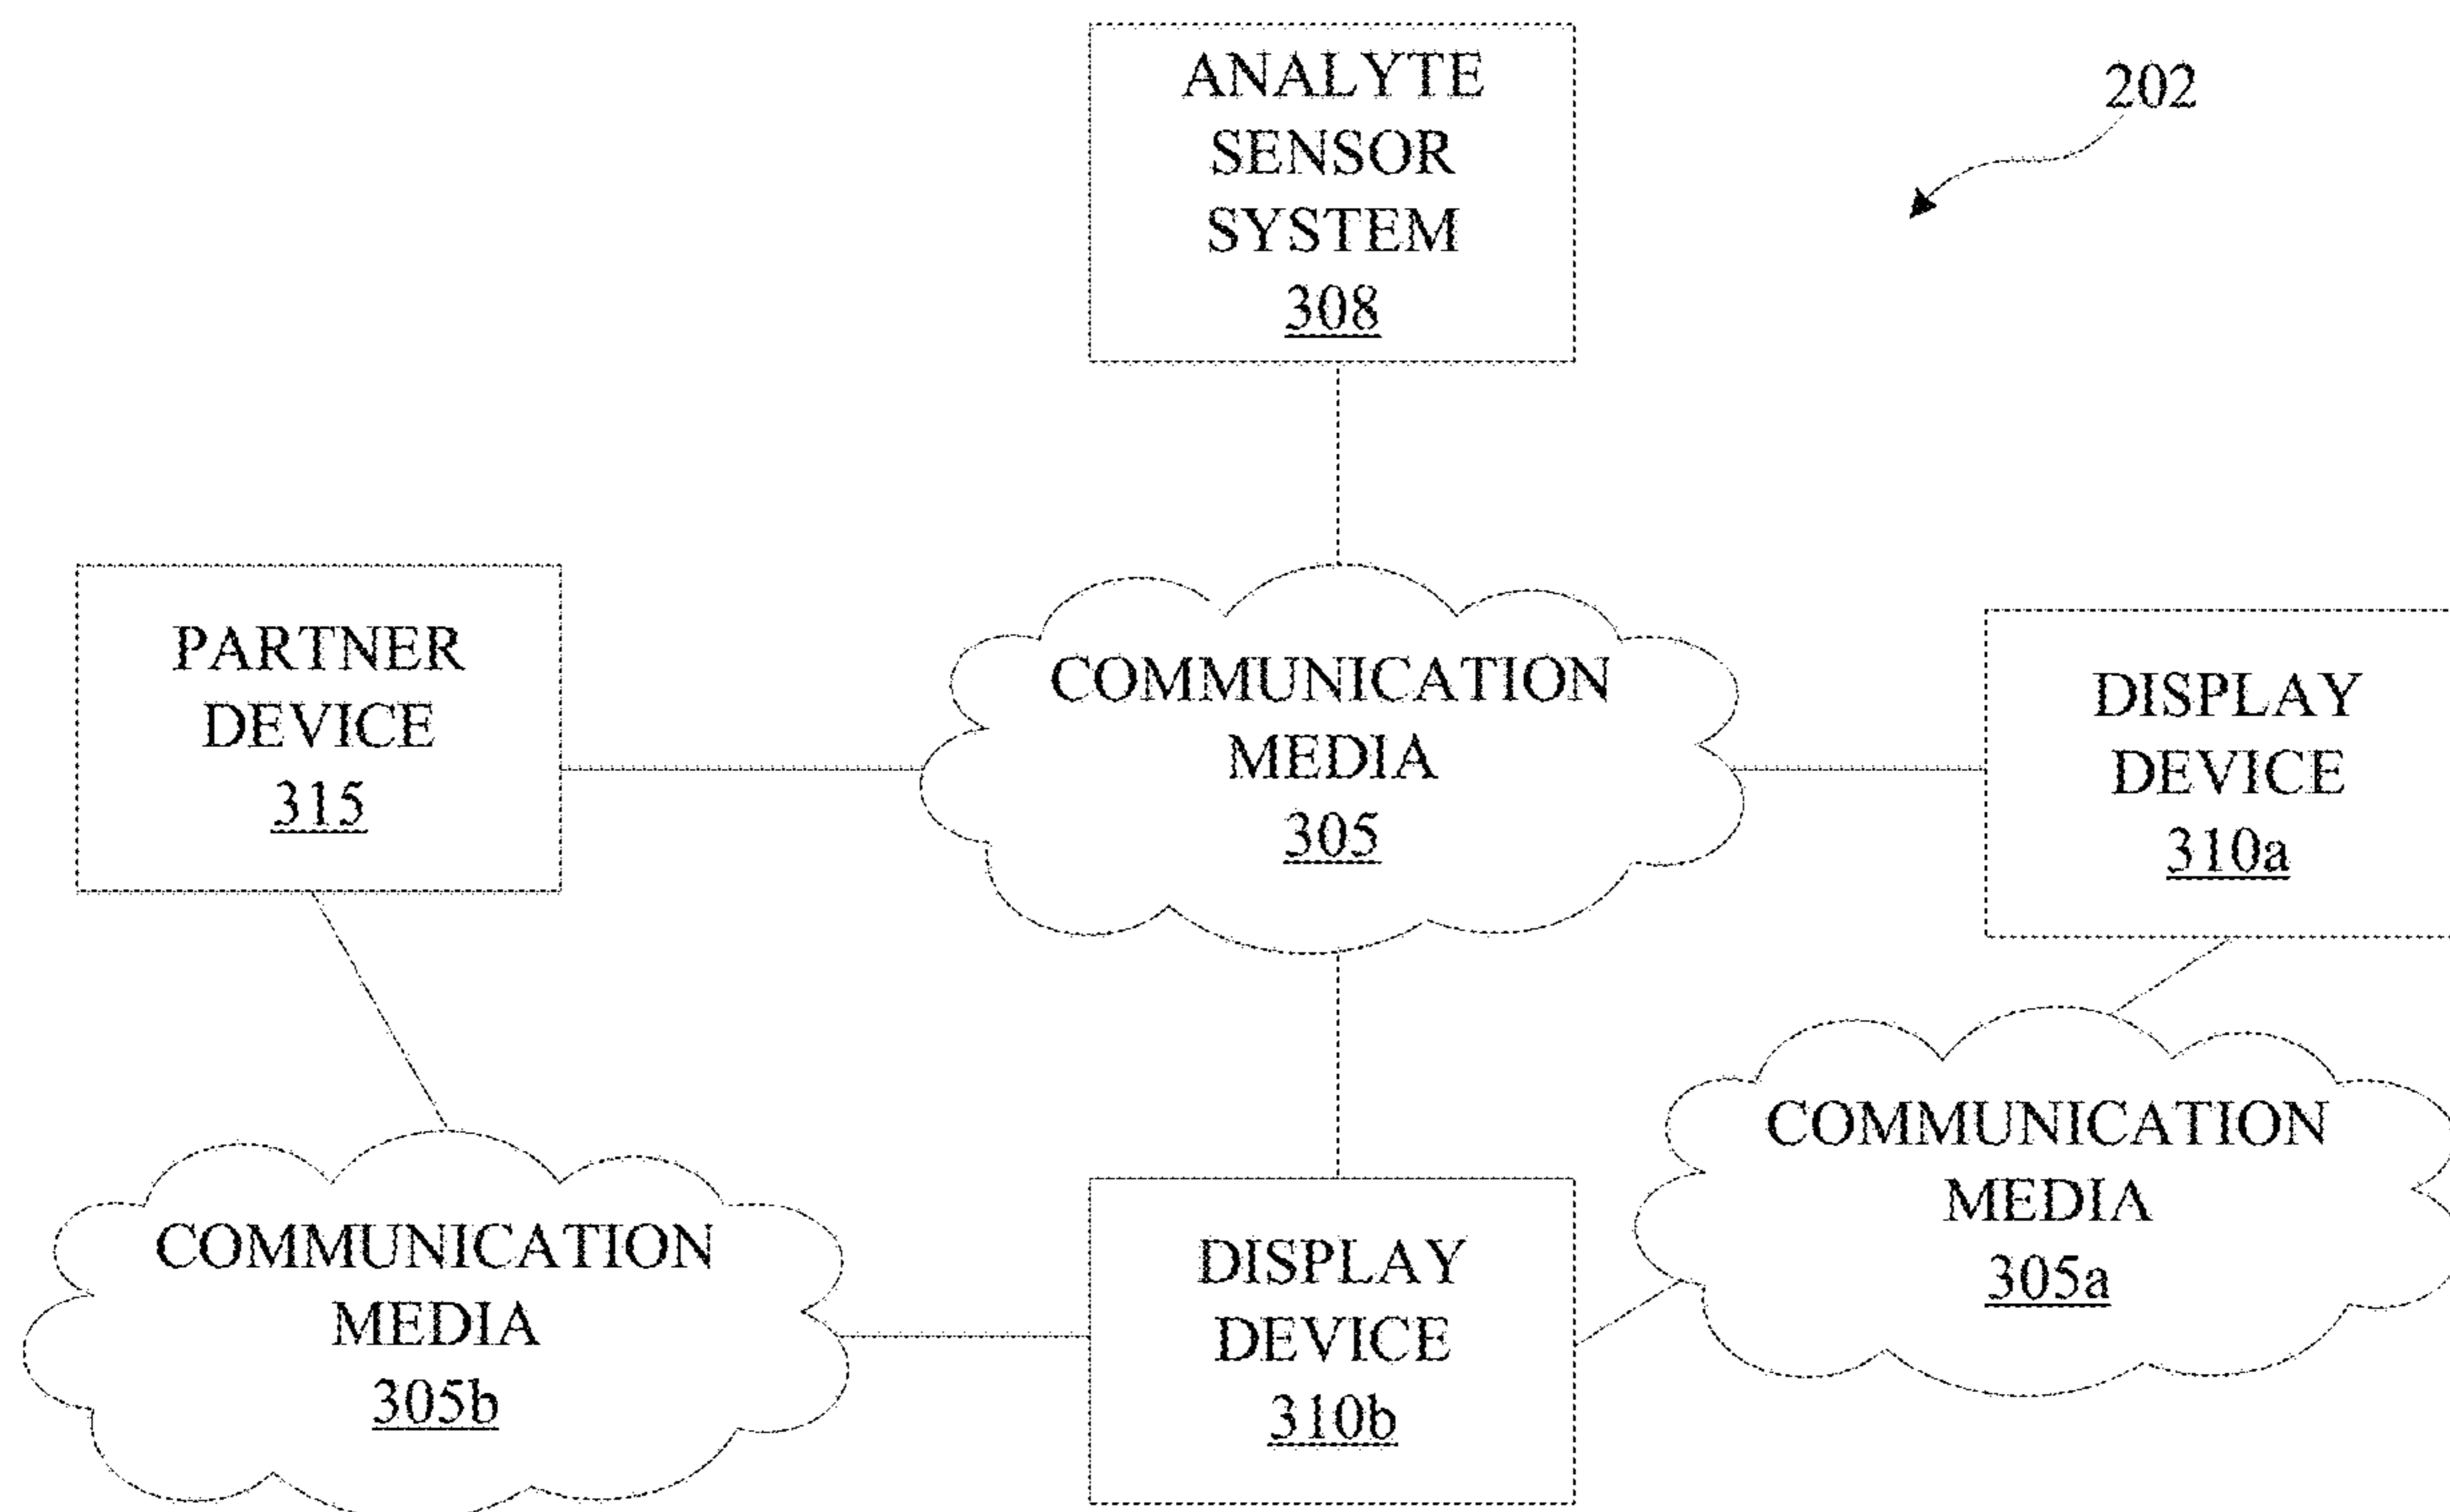 ANALYTE
SENSOR
SYSTEM
308
202
PARTNER
DEVICE
315
COMMUNICATION
MEDIA
305
DISPLAY
DEVICE
310a
COMMUNICATION
MEDIA
305b
DISPLAY
DEVICE
310b
COMMUNICATION
MEDIA
305a